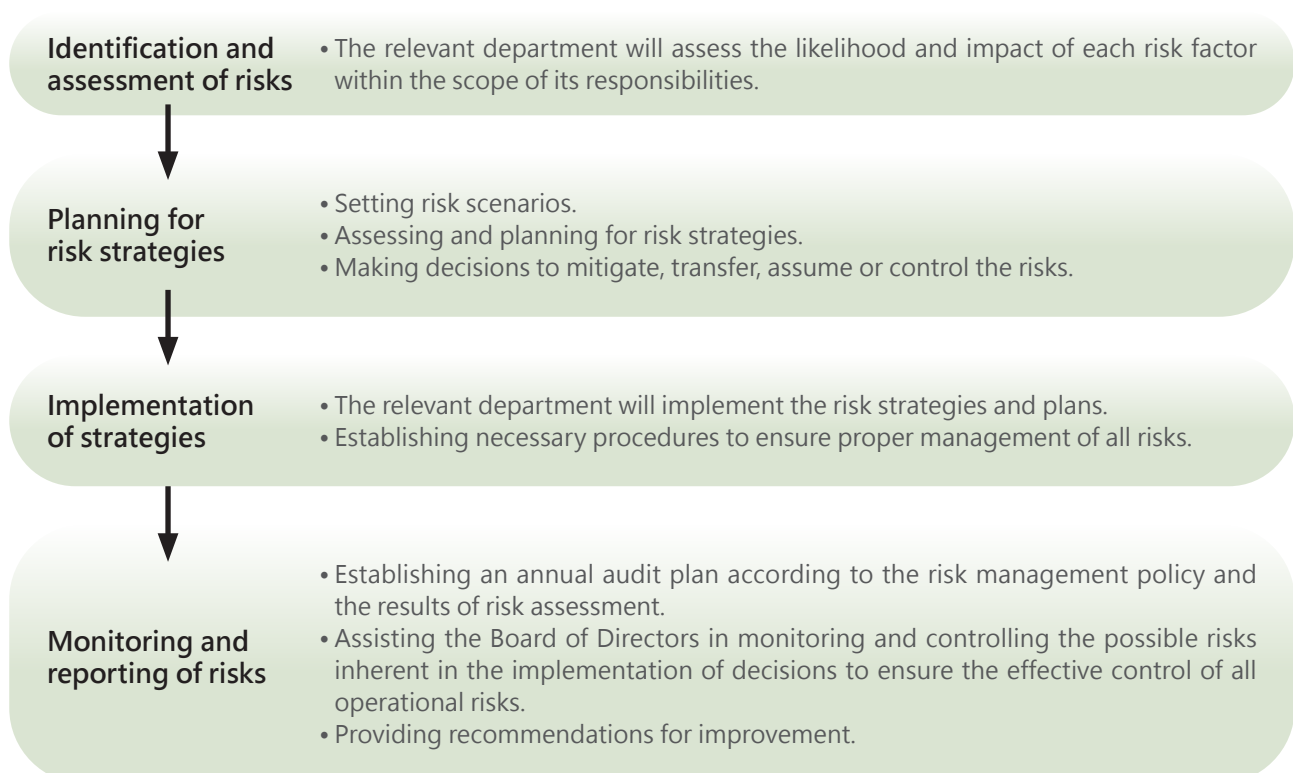 Identification and
assessment of risks
• The relevant department will assess the likelihood and impact of each risk factor
within the scope of its responsibilities.
Planning for
risk strategies
• Setting risk scenarios.
• Assessing and planning for risk strategies.
• Making decisions to mitigate, transfer, assume or control the risks.
Implementation
of strategies
• The relevant department will implement the risk strategies and plans.
• Establishing necessary procedures to ensure proper management of all risks.
Monitoring and
reporting of risks
• Establishing an annual audit plan according to the risk management policy and
the results of risk assessment.
• Assisting the Board of Directors in monitoring and controlling the possible risks
inherent in the implementation of decisions to ensure the effective control of all
operational risks.
• Providing recommendations for improvement.